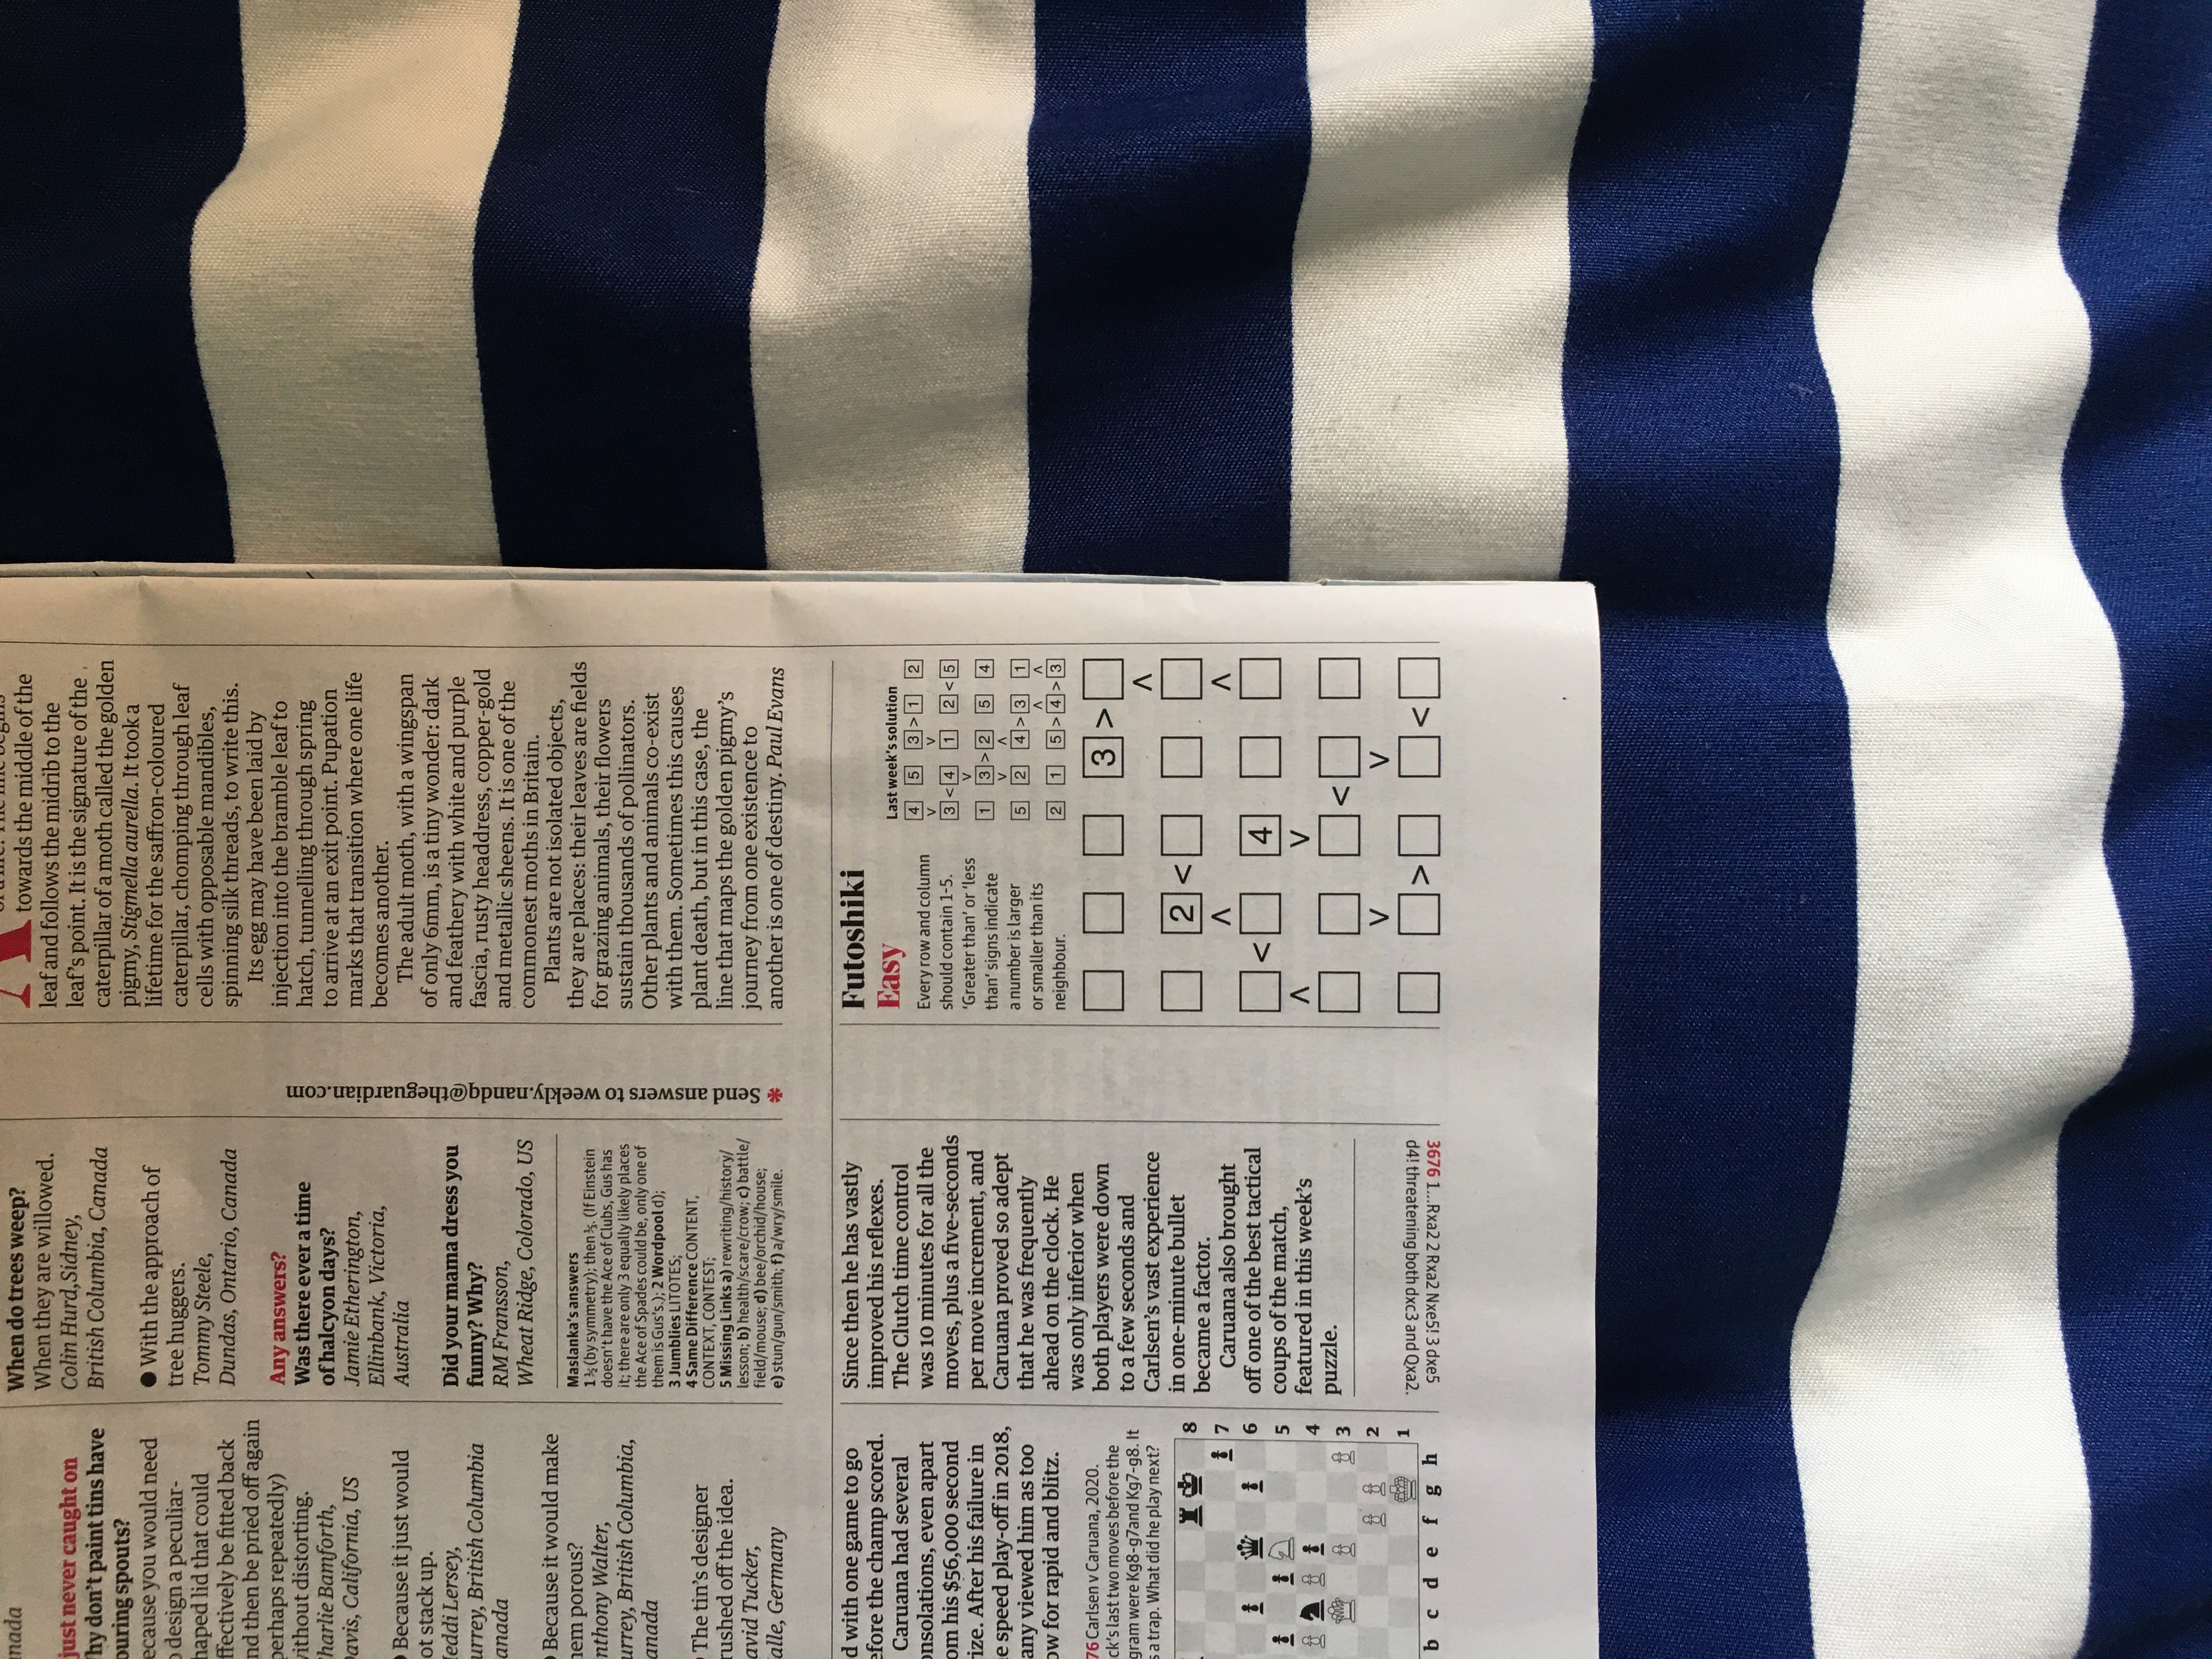 nada
just never caught on
hy don't paint tins have
ouring spouts?
ecause you would need
o design a peculiar-
haped lid that could
ffectively be fitted back
nd then be pried off again
perhaps repeatedly)
vithout distorting.
Charlie Bamforth,
Davis, California, US
● Because it just would
ot stack up.
Heddi Lersey,
urrey, British Columbia
anada
● Because it would make
hem porous?
nthony Walter,
urrey, British Columbia,
anada
● The tin's designer
rushed off the idea.
avid Tucker,
alle, Germany
When do trees weep?
When they are willowed.
Colin Hurd,Sidney,
British Columbia, Canada
● With the approach of
tree huggers.
Tommy Steele,
Dundas, Ontario, Canada
Any answers?
Was there ever a time
of halcyon days?
Jamie Etherington,
Ellinbank, Victoria,
Australia
Did your mama dress you
funny? Why?
RM Fransson,
Wheat Ridge, Colorado, US
Maslanka's answers
1 (by symmetry); then (If Einstein
doesn't have the Ace of Clubs, Gus has
it; there are only 3 equally likely places
the Ace of Spades could be, only one of
them is Gus's.); 2 Wordpool d);
3 Jumblies LITOTES;
4 Same Difference CONTENT,
CONTEXT, CONTEST;
5 Missing Links a) rewriting/history/
lesson; b) health/scare/crow; c) battle/
field/mouse; d) bee/orchid/house;
e) stun/gun/smith; f) a/wry/smile.
* Send answers to weekly.nandq@theguardian.com
A
towards the middle of the
leaf and follows the midrib to the
leaf's point. It is the signature of the
caterpillar of a moth called the golden
pigmy, Stigmella aurella. It took a
lifetime for the saffron-coloured
caterpillar, chomping through leaf
cells with opposable mandibles,
spinning silk threads, to write this.
Its egg may have been laid by
injection into the bramble leaf to
hatch, tunnelling through spring
to arrive at an exit point. Pupation
marks that transition where one life
becomes another.
The adult moth, with a wingspan
of only 6mm, is a tiny wonder: dark
and feathery with white and purple
fascia, rusty headdress, copper-gold
and metallic sheens. It is one of the
commonest moths in Britain.
Plants are not isolated objects,
they are places: their leaves are fields
for grazing animals, their flowers
sustain thousands of pollinators.
Other plants and animals co-exist
with them. Sometimes this causes
plant death, but in this case, the
line that maps the golden pigmy's
journey from one existence to
another is one of destiny. Paul Evans
d with one game to go
efore the champ scored.
Caruana had several
onsolations, even apart
om his $56,000 second
rize. After his failure in
e speed play-off in 2018,
any viewed him as too
ow for rapid and blitz.
76 Carlsen v Caruana, 2020.
ck's last two moves before the
gram were Kg8-g7and Kg7-g8. It
s a trap. What did he play next?
8
7
6
5
4
3
2
1
b c d e f g h
Since then he has vastly
improved his reflexes.
The Clutch time control
was 10 minutes for all the
moves, plus a five-seconds
per move increment, and
Caruana proved so adept
that he was frequently
ahead on the clock. He
was only inferior when
both players were down
to a few seconds and
Carlsen's vast experience
in one-minute bullet
became a factor.
Caruana also brought
off one of the best tactical
coups of the match,
featured in this week's
puzzle.
3676 1...Rxa2 2 Rxa2 Nxe5! 3 dxe5
d4! threatening both dxc3 and Qxa2.
Futoshiki
Easy
Every row and column
should contain 1-5.
'Greater than' or 'less
than' signs indicate
a number is larger
or smaller than its
neighbour.
Last week's solution
4 5 3 > 1 2
v v
3 < 4 1 2 < 5
v
1 3 > 2 5 4
v ʌ
5 2 4 > 3 1
ʌ ʌ
2 1 5 > 4 > 3
3 >
ʌ
2 <
ʌ ʌ
< 4
ʌ v
<
v v
> <